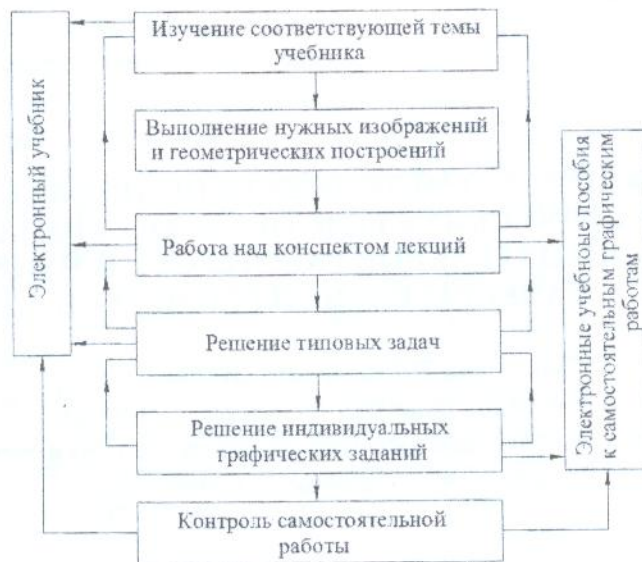 Изучение соответствующей темы
учебника
Выполнение нужных изображений
и геометрических построений
Работа над конспектом лекций
Решение типовых задач
Решение индивидуальных
графических заданий
Контроль самостоятельной
работы
Электронный учебник
Электронные учебноые пособия
к самостоятельным графическим
работам